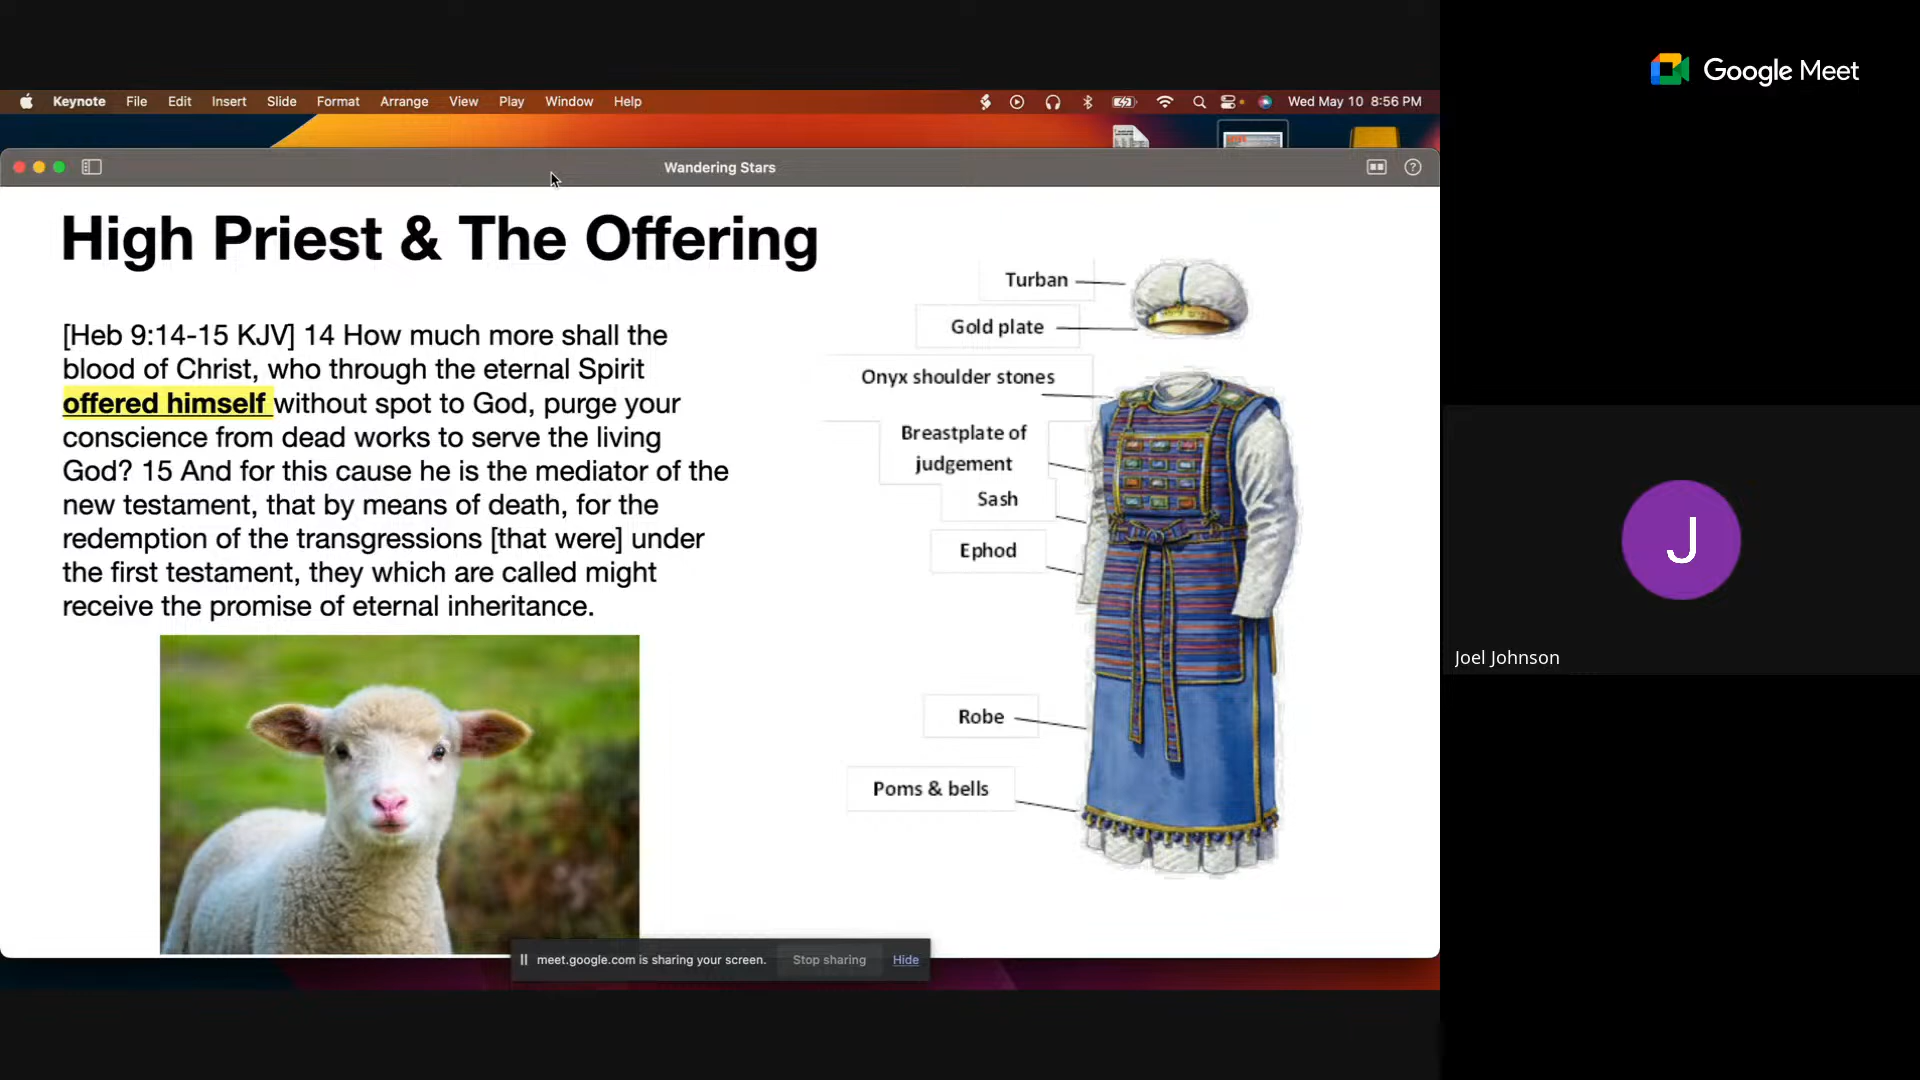 Google Meet
Keynote File Edit Insert Slide Format Arrange View Play Window Help Wed May 10 8:56 PM
Wandering Stars
High Priest & The Offering
[Heb 9:14-15 KJV] 14 How much more shall the
blood of Christ, who through the eternal Spirit
offered himself without spot to God, purge your
conscience from dead works to serve the living
God? 15 And for this cause he is the mediator of the
new testament, that by means of death, for the
redemption of the transgressions [that were] under
the first testament, they which are called might
receive the promise of eternal inheritance.
Turban
Gold plate
Onyx shoulder stones
Breastplate of
judgement
Sash
Ephod
Robe
Poms & bells
meet.google.com is sharing your screen. Stop sharing Hide
J
Joel Johnson